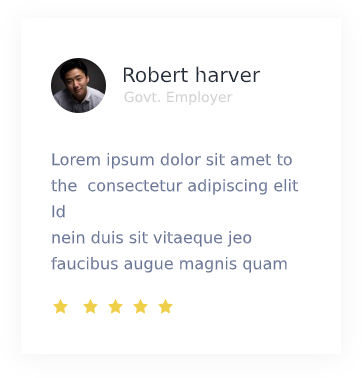 Robert harver
Govt. Employer
Lorem ipsum dolor sit amet to
the  consectetur adipiscing elit
Id
nein duis sit vitaeque jeo
faucibus augue magnis quam